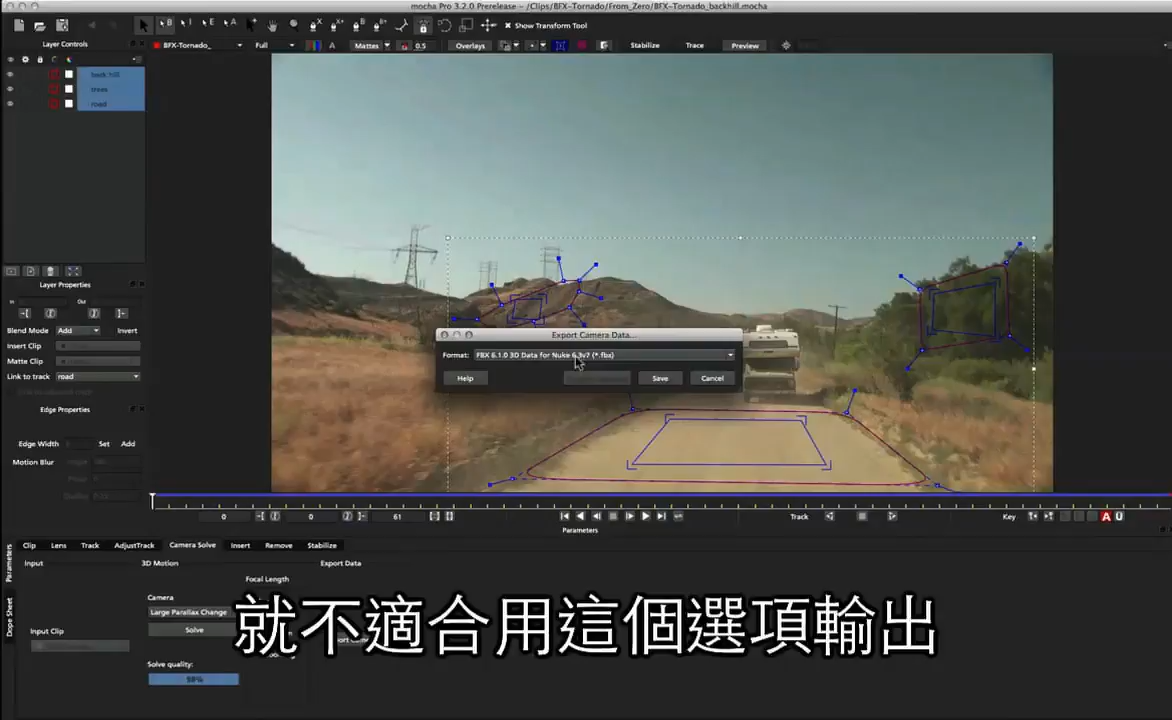 mocha Pro 3.2.0 Prerelease - /Clips/BFX-Tornado/From_Zero/BFX-Tornado_backhill.mocha
Show Transform Tool
Layer Controls
BFX-Tornado_
Full
Mattes
0.5
Overlays
Stabilize
Trace
Preview
back hill
trees
road
Layer Properties
In
Out
Blend Mode
Add
Invert
Insert Clip
Matte Clip
Link to track
road
Edge Properties
Edge Width
Set
Add
Motion Blur
Export Camera Data...
Format:
FBX 6.1.0 3D Data for Nuke 6.3v7 (*.fbx)
Help
Save
Cancel
0
0
61
Track
Key
A
U
Parameters
Parameters
Dope Sheet
Clip
Lens
Track
AdjustTrack
Camera Solve
Insert
Remove
Stabilize
Input
3D Motion
Export Data
Focal Length
Camera
Large Parallax Change
Solve
Input Clip
Solve quality:
98%
就不適合用這個選項輸出